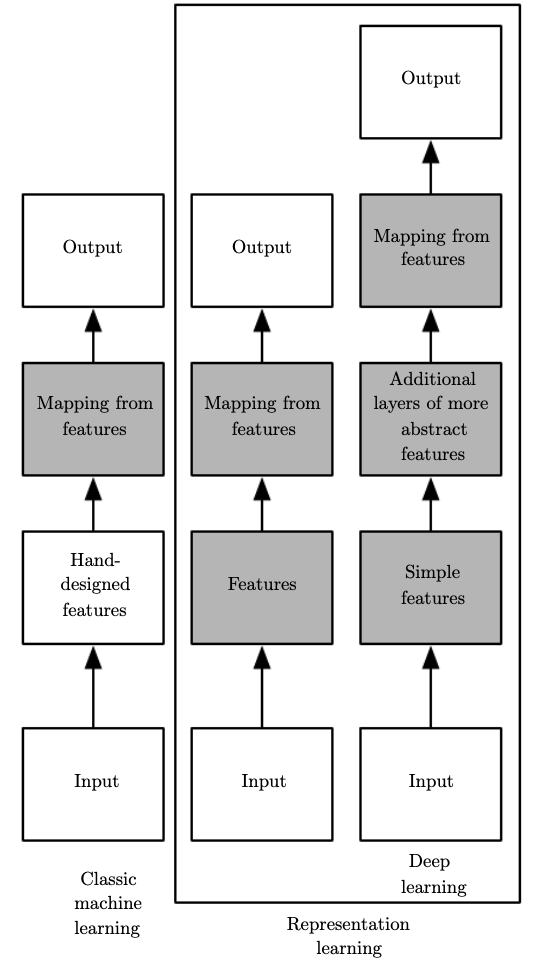 Output
Mapping from
features
Hand-
designed
features
Input
Classic
machine
learning
Output
Mapping from
features
Features
Input
Output
Mapping from
features
Additional
layers of more
abstract
features
Simple
features
Input
Deep
learning
Representation
learning